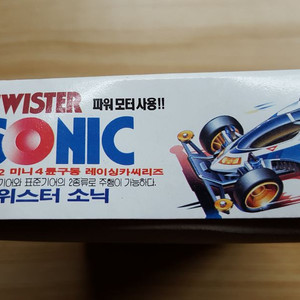 WISTER 파워 모터 사용!!
SONIC
2 미니 4 륜구동 레이싱카 씨리즈
기어와 표준기어의 2종류로 주행이 가능하다.
위스터 소닉